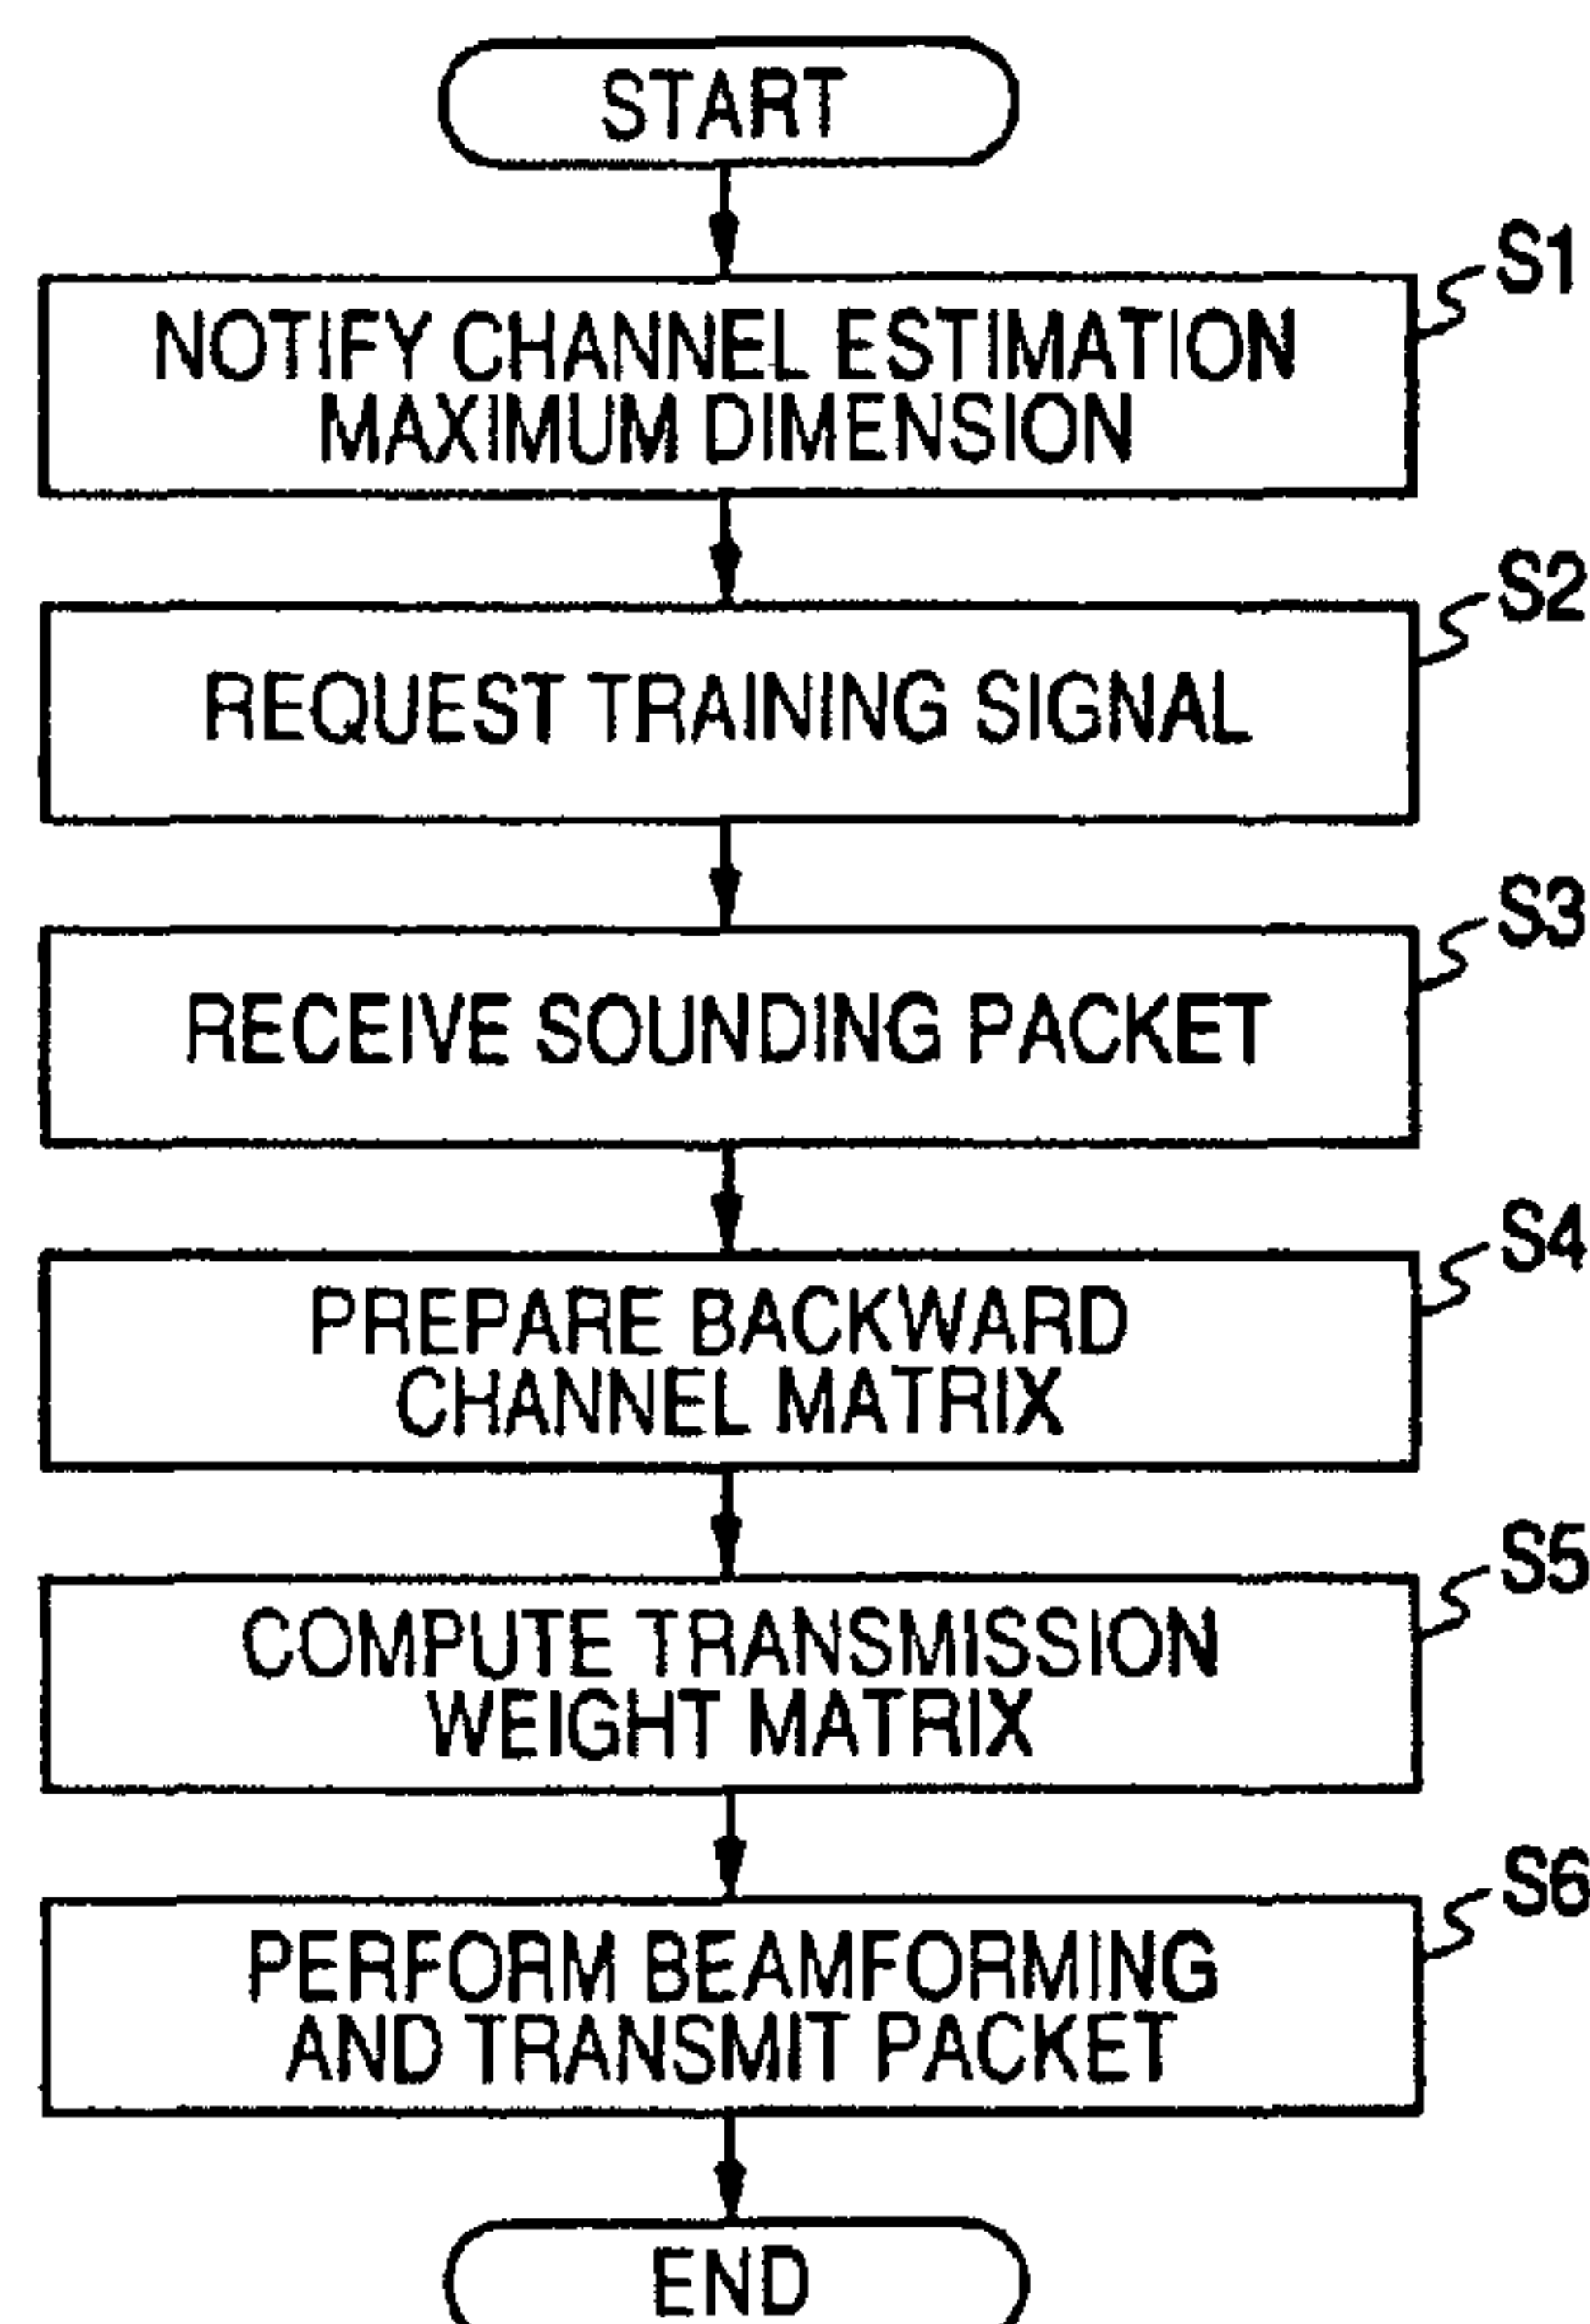 START
S1
NOTIFY CHANNEL ESTIMATION
MAXIMUM DIMENSION
S2
REQUEST TRAINING SIGNAL
S3
RECEIVE SOUNDING PACKET
S4
PREPARE BACKWARD
CHANNEL MATRIX
S5
COMPUTE TRANSMISSION
WEIGHT MATRIX
S6
PERFORM BEAMFORMING
AND TRANSMIT PACKET
END